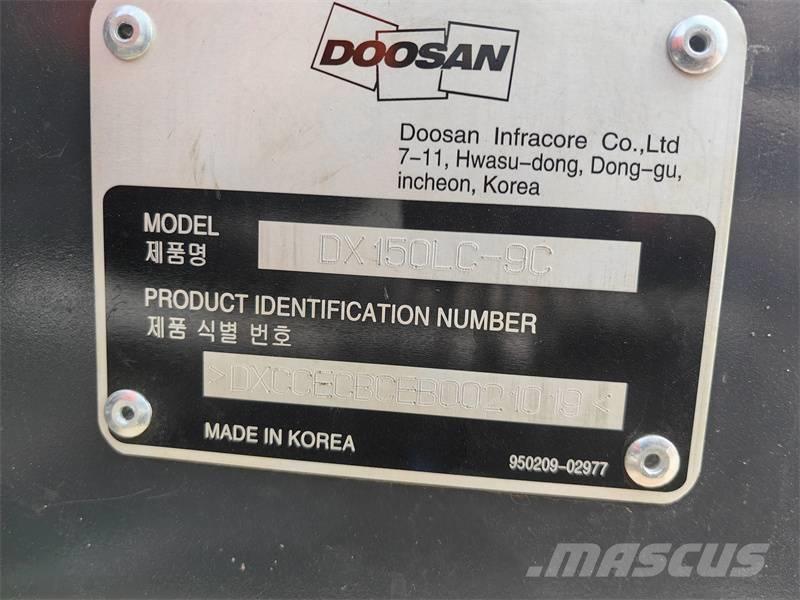 DOOSAN
Doosan Infracore Co.,Ltd
7-11, Hwasu-dong, Dong-gu,
incheon, Korea
MODEL
제품명
DX150LC-9C
PRODUCT IDENTIFICATION NUMBER
제품 식별 번호
>DXCCECBCEB0021019<
MADE IN KOREA
950209-02977
MASCUS